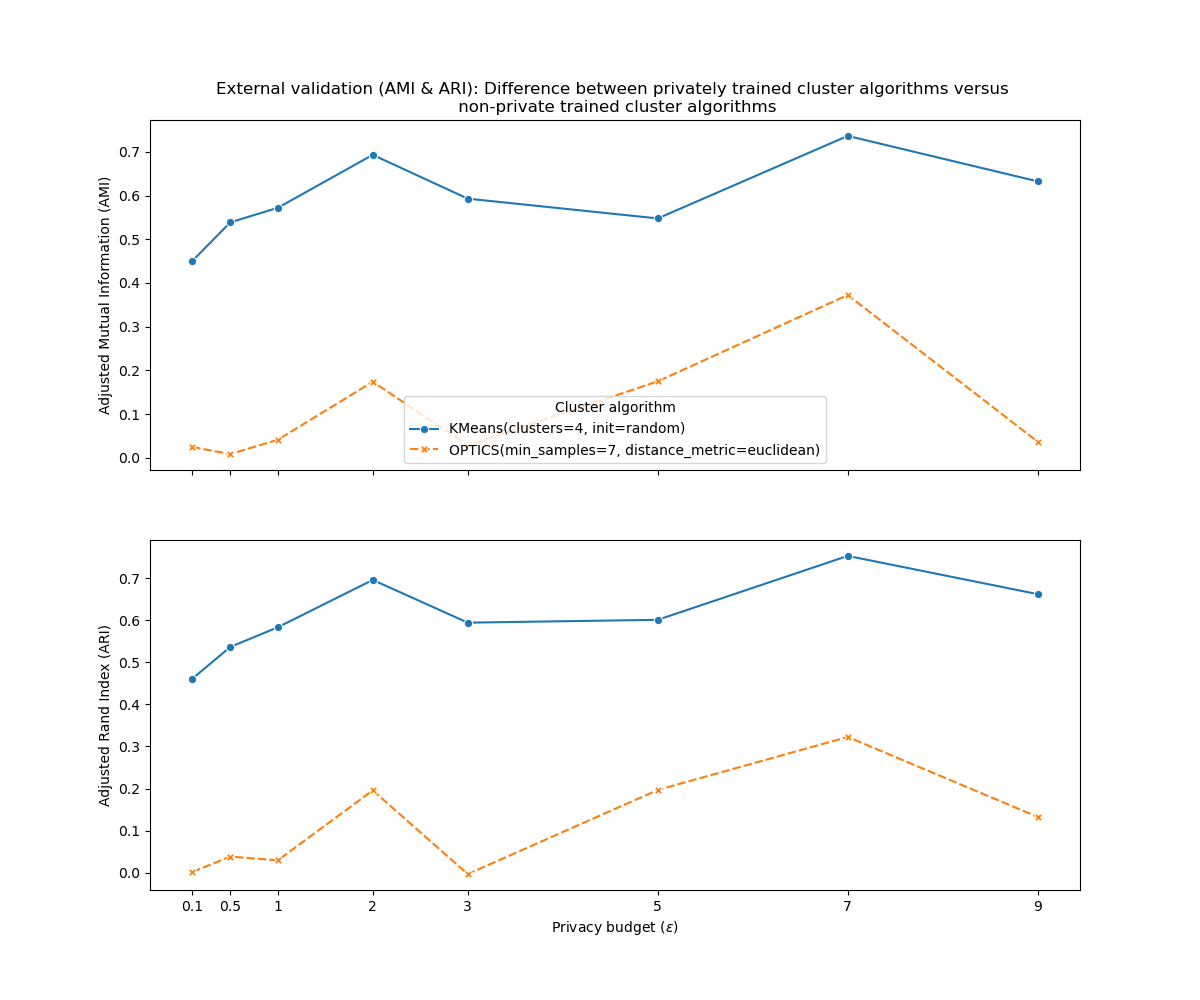 External validation (AMI & ARI): Difference between privately trained cluster algorithms versus
non-private trained cluster algorithms
Adjusted Mutual Information (AMI)
0.7
0.6
0.5
0.4
0.3
0.2
0.1
0.0
Cluster algorithm
KMeans(clusters=4, init=random)
OPTICS(min_samples=7, distance_metric=euclidean)
Adjusted Rand Index (ARI)
0.7
0.6
0.5
0.4
0.3
0.2
0.1
0.0
0.1 0.5 1 2 3 5 7 9
Privacy budget (ε)